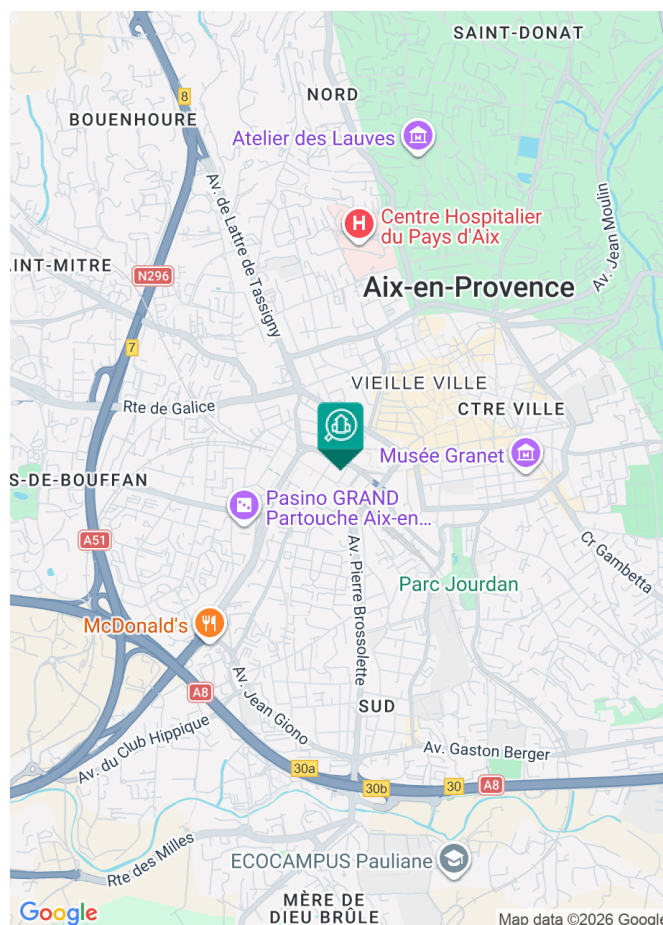 SAINT-DONAT
NORD
8
BOUENHOURE
Atelier des Lauves
Av. de Lattre de Tassigny
Av. Jean Moulin
H
Centre Hospitalier
du Pays d'Aix
INT-MITRE
N296
Aix-en-Provence
7
VIEILLE VILLE
Rte de Galice
CTRE VILLE
Musée Granet
S-DE-BOUFFAN
Pasino GRAND
Partouche Aix-en...
A51
Av. Pierre Brossolette
Cr Gambetta
Parc Jourdan
McDonald's
A8
Av. Jean Giono
SUD
Av. du Club Hippique
Av. Gaston Berger
30a
30b
30
A8
Rte des Milles
ECOCAMPUS Pauliane
MÈRE DE
DIEU BRÛLE
Google
Map data ©2026 Google